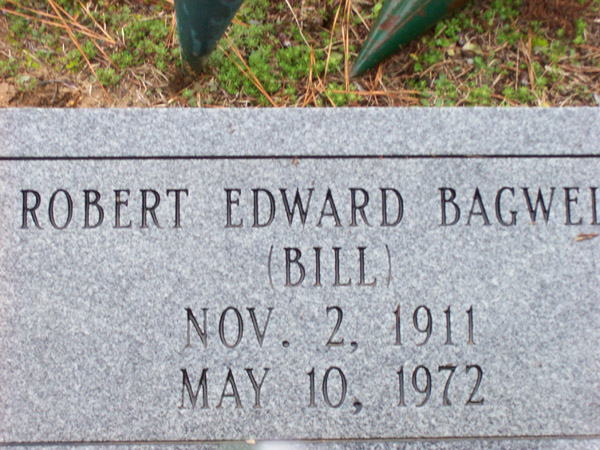 ROBERT EDWARD BAGWEL
(BILL)
NOV. 2, 1911
MAY 10, 1972